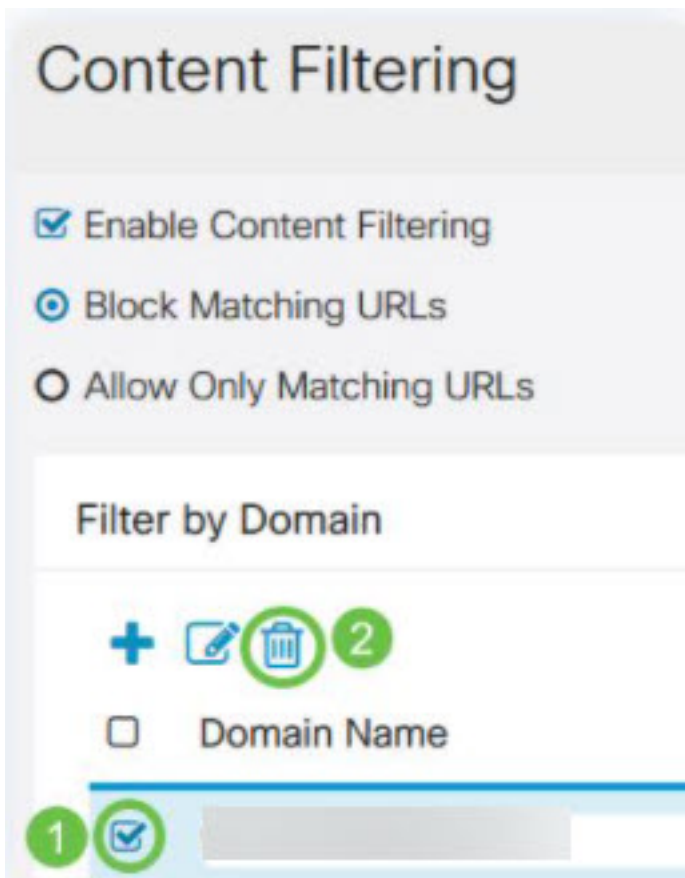 Content Filtering
Enable Content Filtering
Block Matching URLs
Allow Only Matching URLs
Filter by Domain
2
Domain Name
1